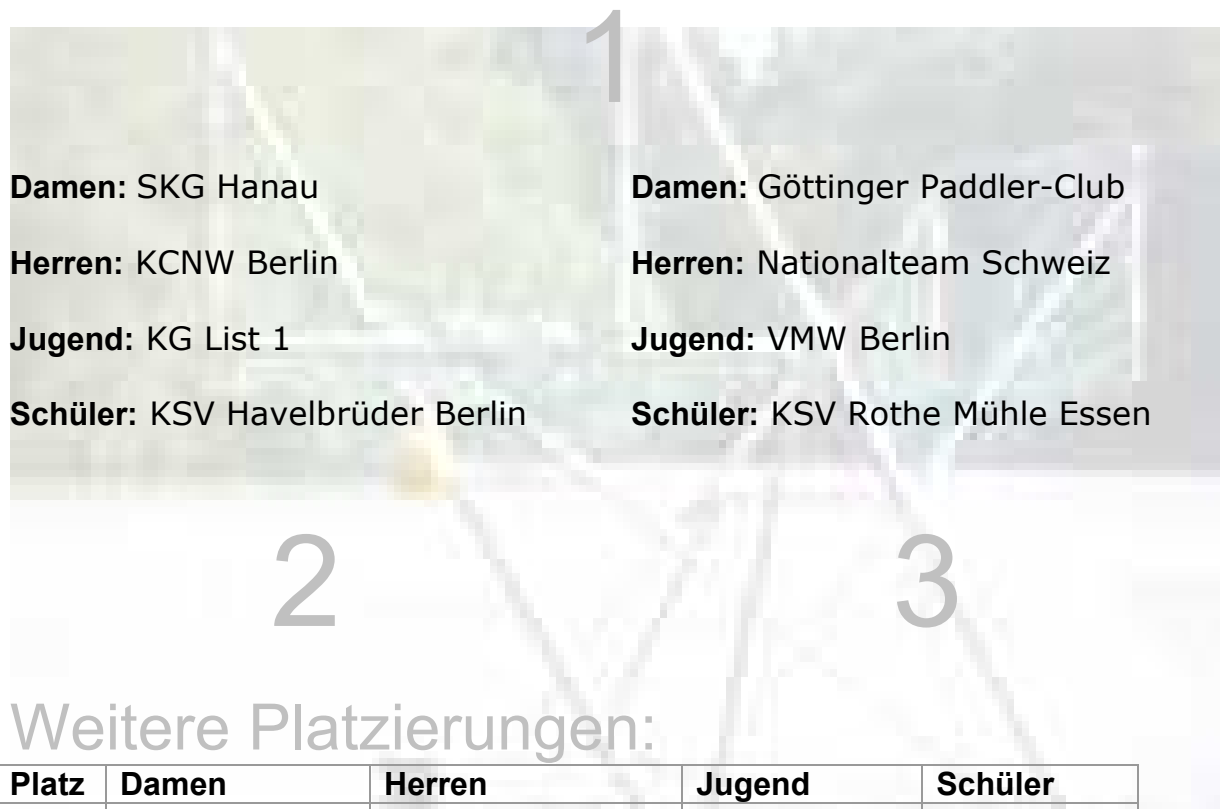 1
Damen: SKG Hanau
Herren: KCNW Berlin
Jugend: KG List 1
Schüler: KSV Havelbrüder Berlin
Damen: Göttinger Paddler-Club
Herren: Nationalteam Schweiz
Jugend: VMW Berlin
Schüler: KSV Rothe Mühle Essen
2 3
Weitere Platzierungen:
Platz Damen Herren Jugend Schüler